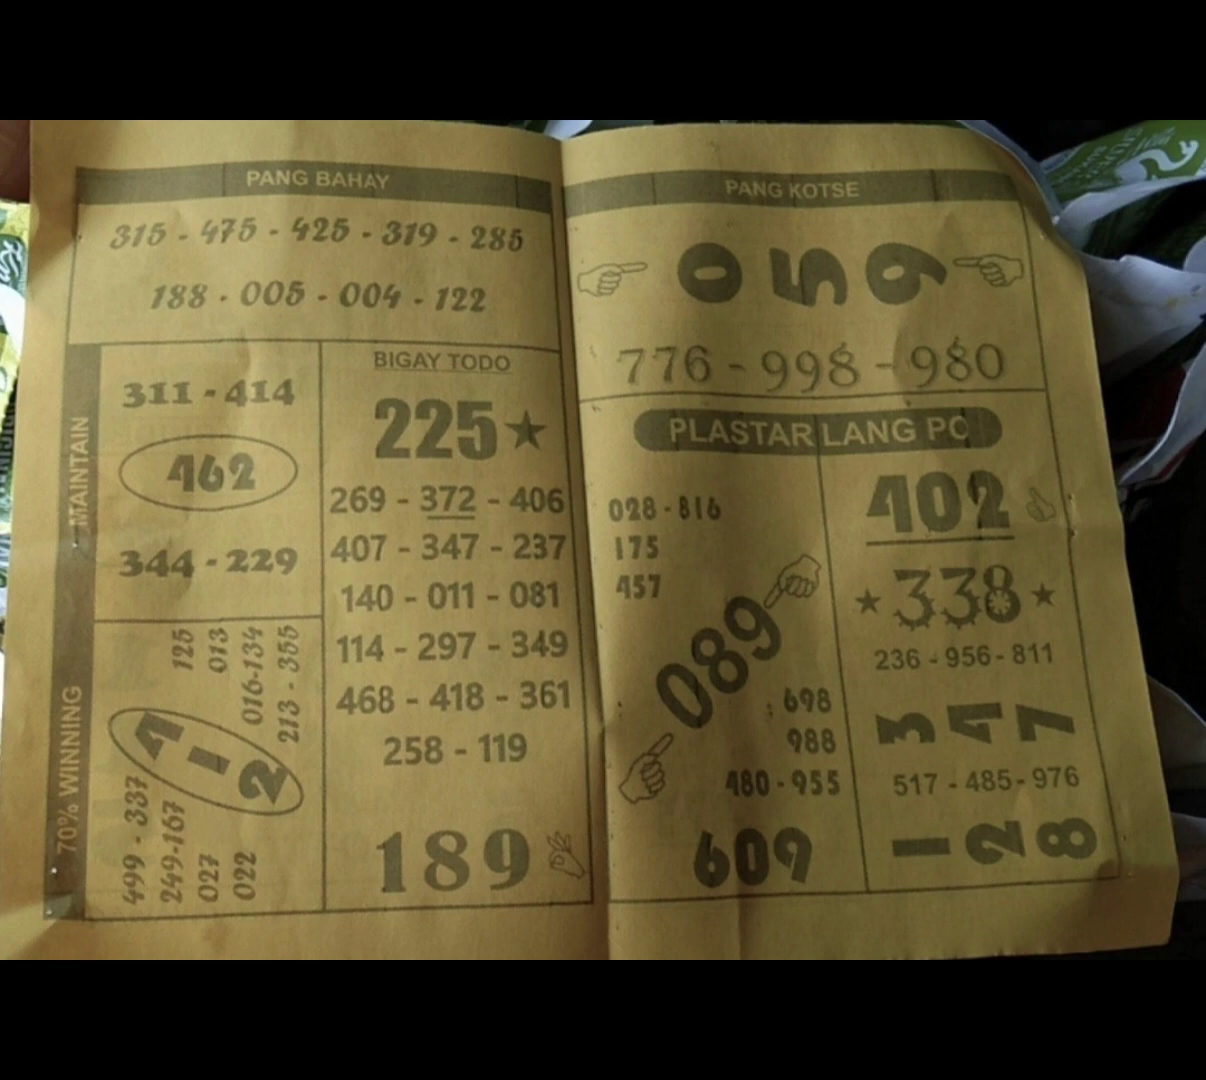 PANG BAHAY
315 - 475 - 425 - 319 - 285
188 - 005 - 004 - 122
MAINTAIN
70% WINNING
311 - 414
462
344 - 229
125
013
016-134
213 - 355
412
499 - 337
249-167
027
022
BIGAY TODO
225
269 - 372 - 406
407 - 347 - 237
140 - 011 - 081
114 - 297 - 349
468 - 418 - 361
258 - 119
189
PANG KOTSE
059
776 - 998 - 980
PLASTAR LANG PO
028 - 816
175
457
089
698
988
480 - 955
609
402
338
236 - 956 - 811
347
517 - 485 - 976
128